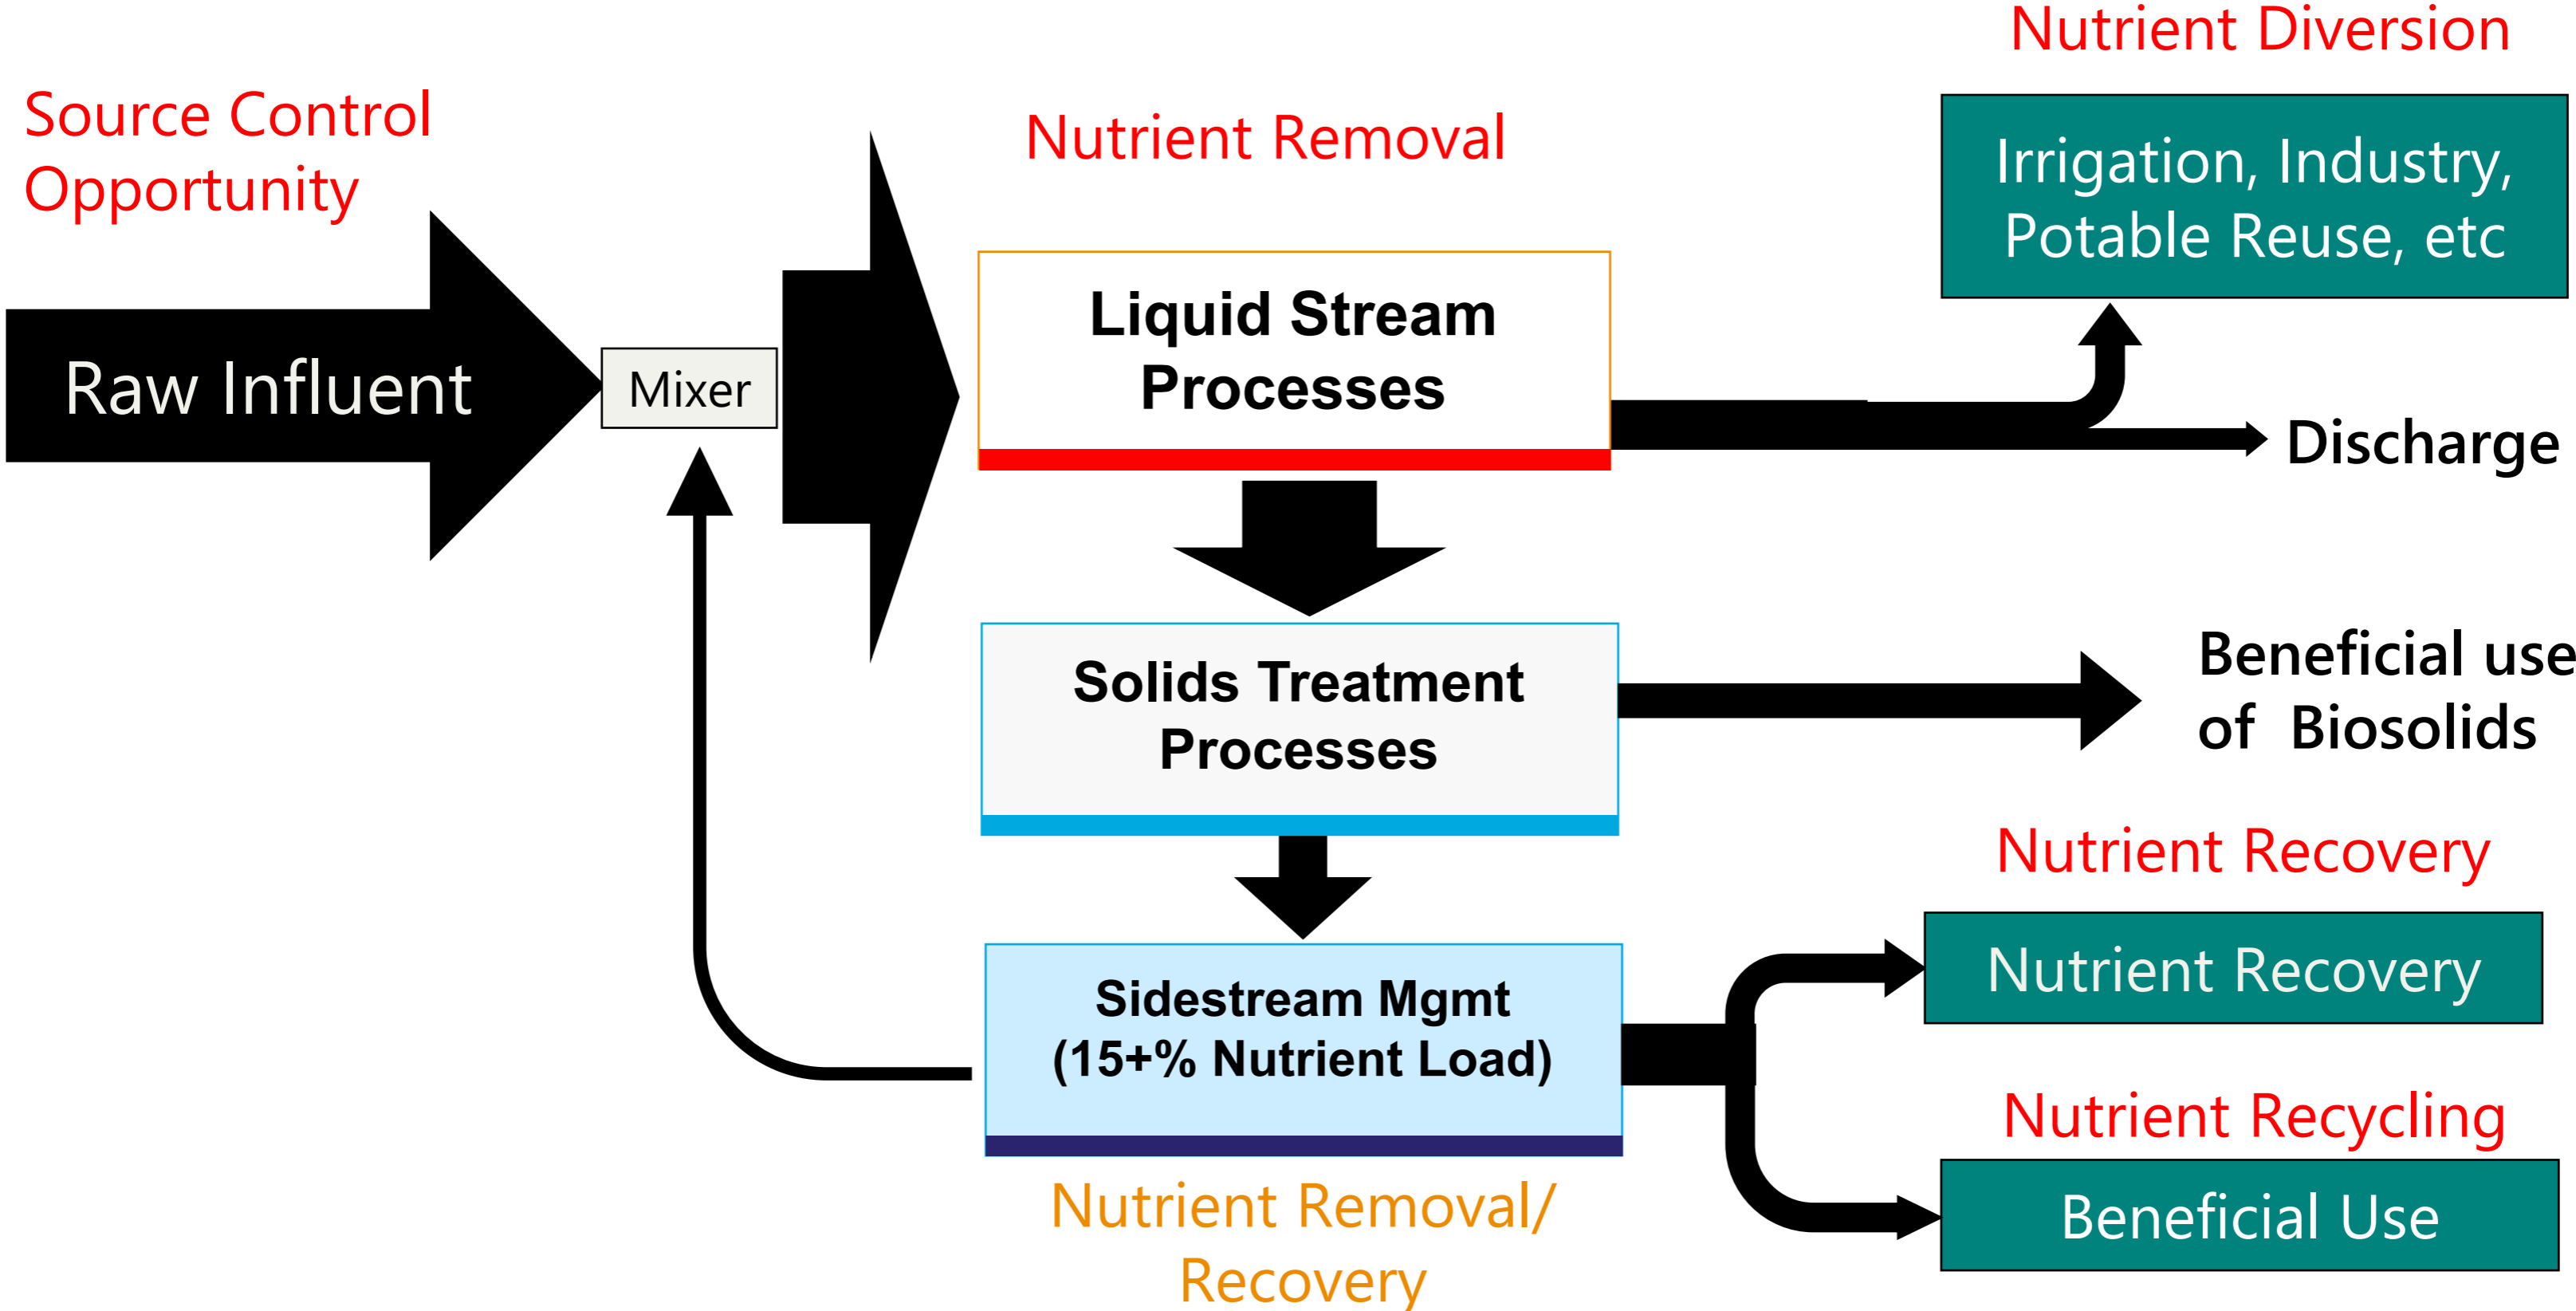 Nutrient Diversion
Source Control
Opportunity
Nutrient Removal
Irrigation, Industry,
Potable Reuse, etc
Raw Influent
Mixer
Liquid Stream
Processes
Discharge
Solids Treatment
Processes
Beneficial use
of Biosolids
Nutrient Recovery
Nutrient Recovery
Sidestream Mgmt
(15+% Nutrient Load)
Nutrient Recycling
Beneficial Use
Nutrient Removal/
Recovery